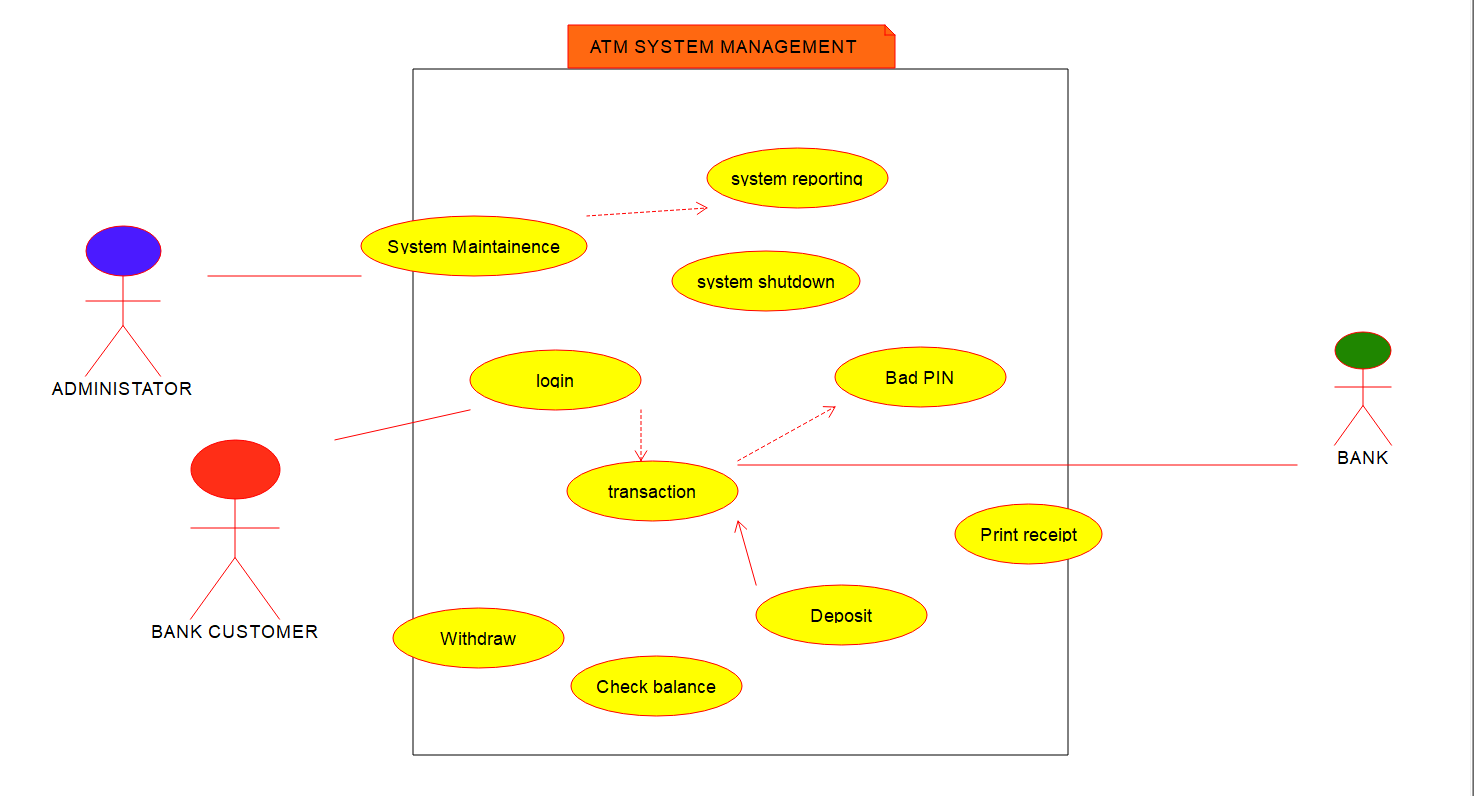 ATM SYSTEM MANAGEMENT
system reporting
System Maintainence
system shutdown
ADMINISTATOR
login
Bad PIN
BANK
transaction
Print receipt
BANK CUSTOMER
Deposit
Withdraw
Check balance